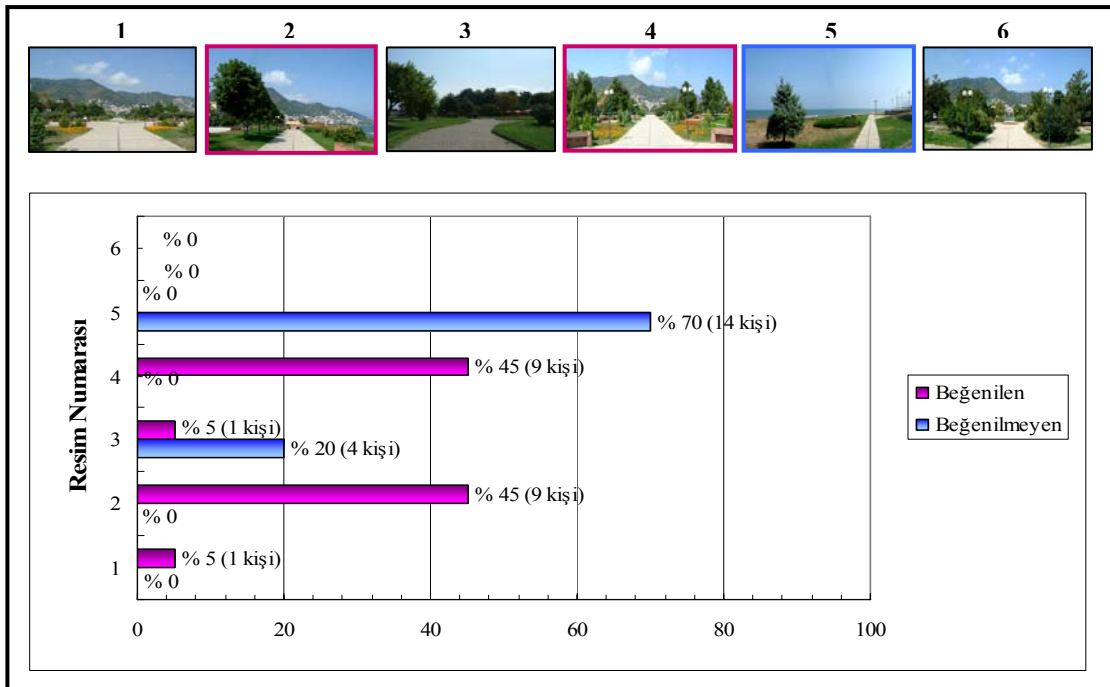 1 2 3 4 5 6
% 0
6
% 0
% 0
5
% 70 (14 kişi)
% 45 (9 kişi)
4
% 0
% 5 (1 kişi)
3
% 20 (4 kişi)
% 45 (9 kişi)
2
% 0
% 5 (1 kişi)
1
% 0
0 20 40 60 80 100
Resim Numarası
Beğenilen
Beğenilmeyen